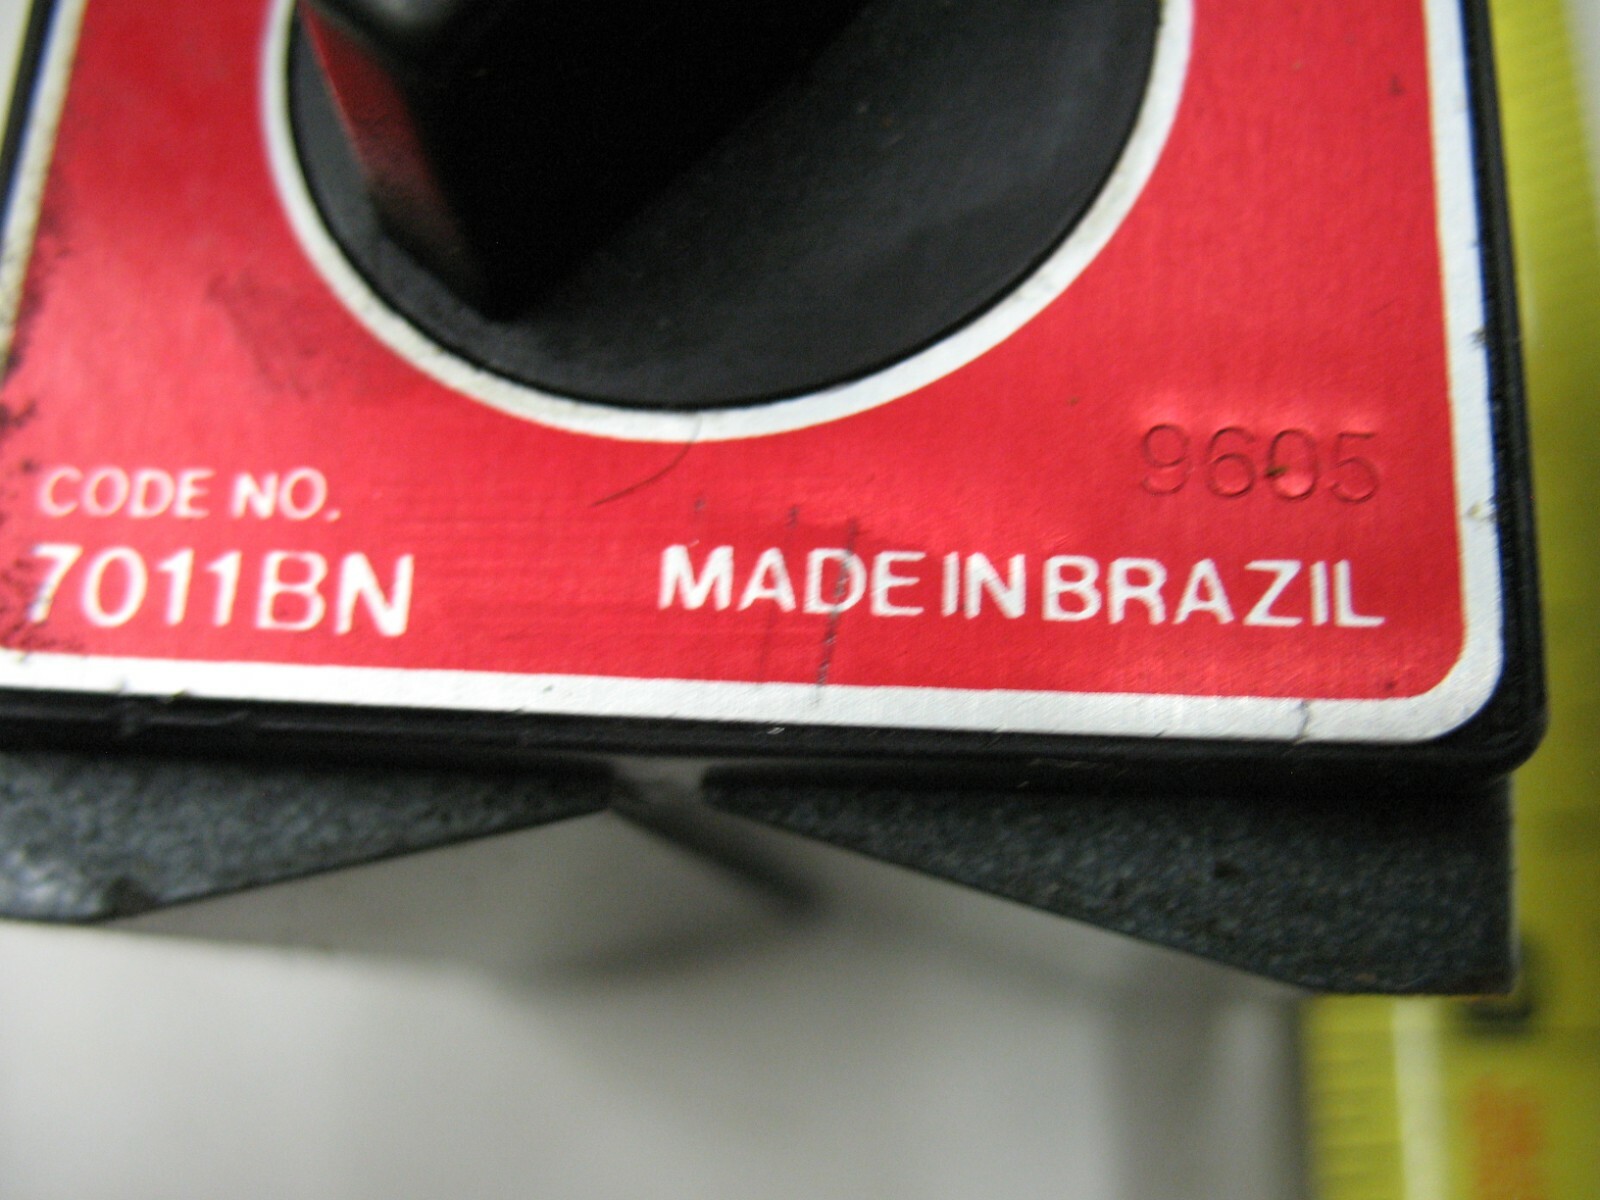 9605
CODE NO.
7011BN
MADE IN BRAZIL